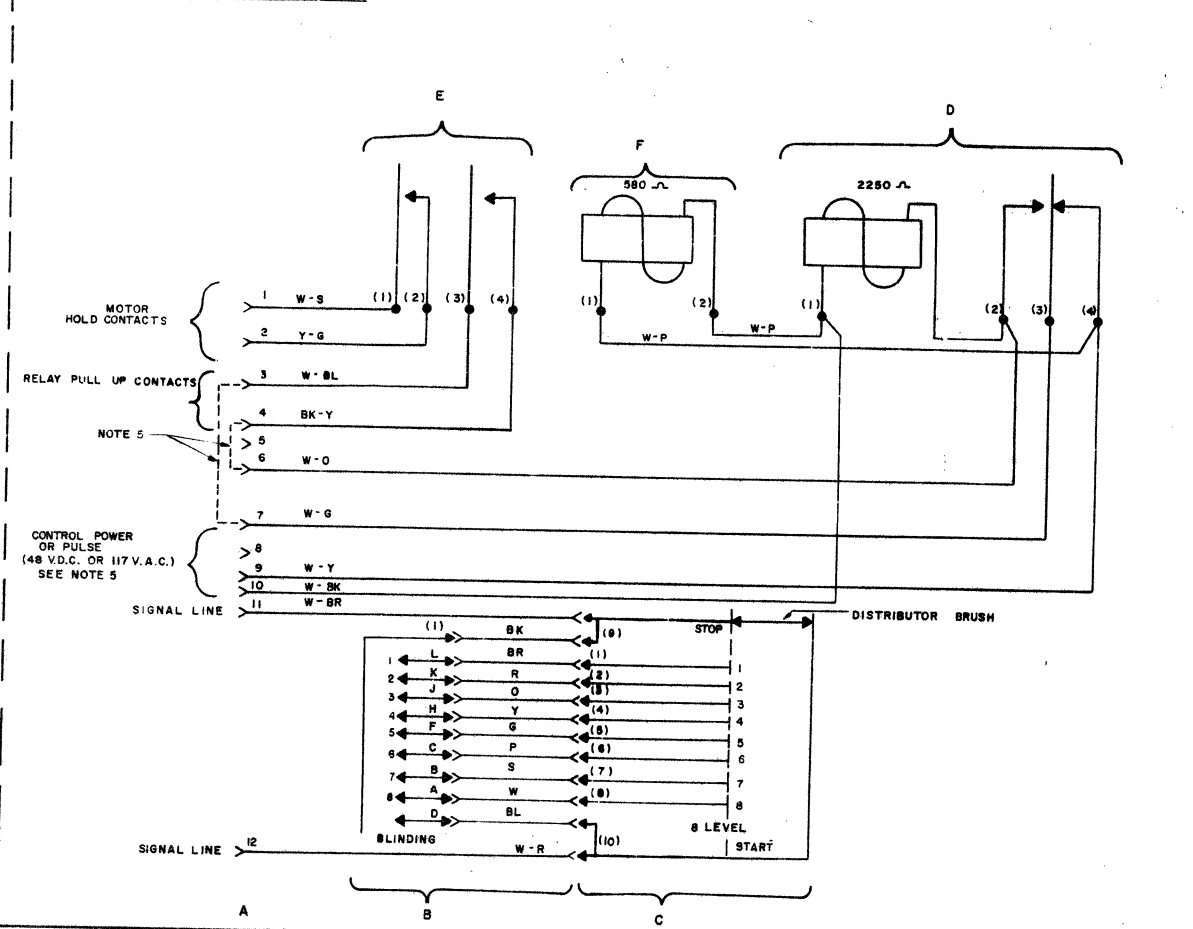 E
F
D
580 Ω
2250 Ω
MOTOR
HOLD CONTACTS
1 W-S (1) (2) (3) (4)
(1) (2) (1) (2) (3) (4)
2 Y-G
W-P
W-P
RELAY PULL UP CONTACTS
3 W-BL
4 BK-Y
NOTE 5
5
6 W-O
7 W-G
CONTROL POWER
OR PULSE
(48 V.D.C. OR 117 V.A.C.)
SEE NOTE 5
8
9 W-Y
10 W-BK
SIGNAL LINE 11 W-BR
STOP
DISTRIBUTOR BRUSH
(1) BK (9)
1 L BR (1) 1
2 K R (2) 2
3 J O (3) 3
4 H Y (4) 4
5 F G (5) 5
6 C P (6) 6
7 B S (7) 7
8 A W (8) 8
D BL
8 LEVEL
BLINDING
(10)
START
SIGNAL LINE 12 W-R
A
B
C